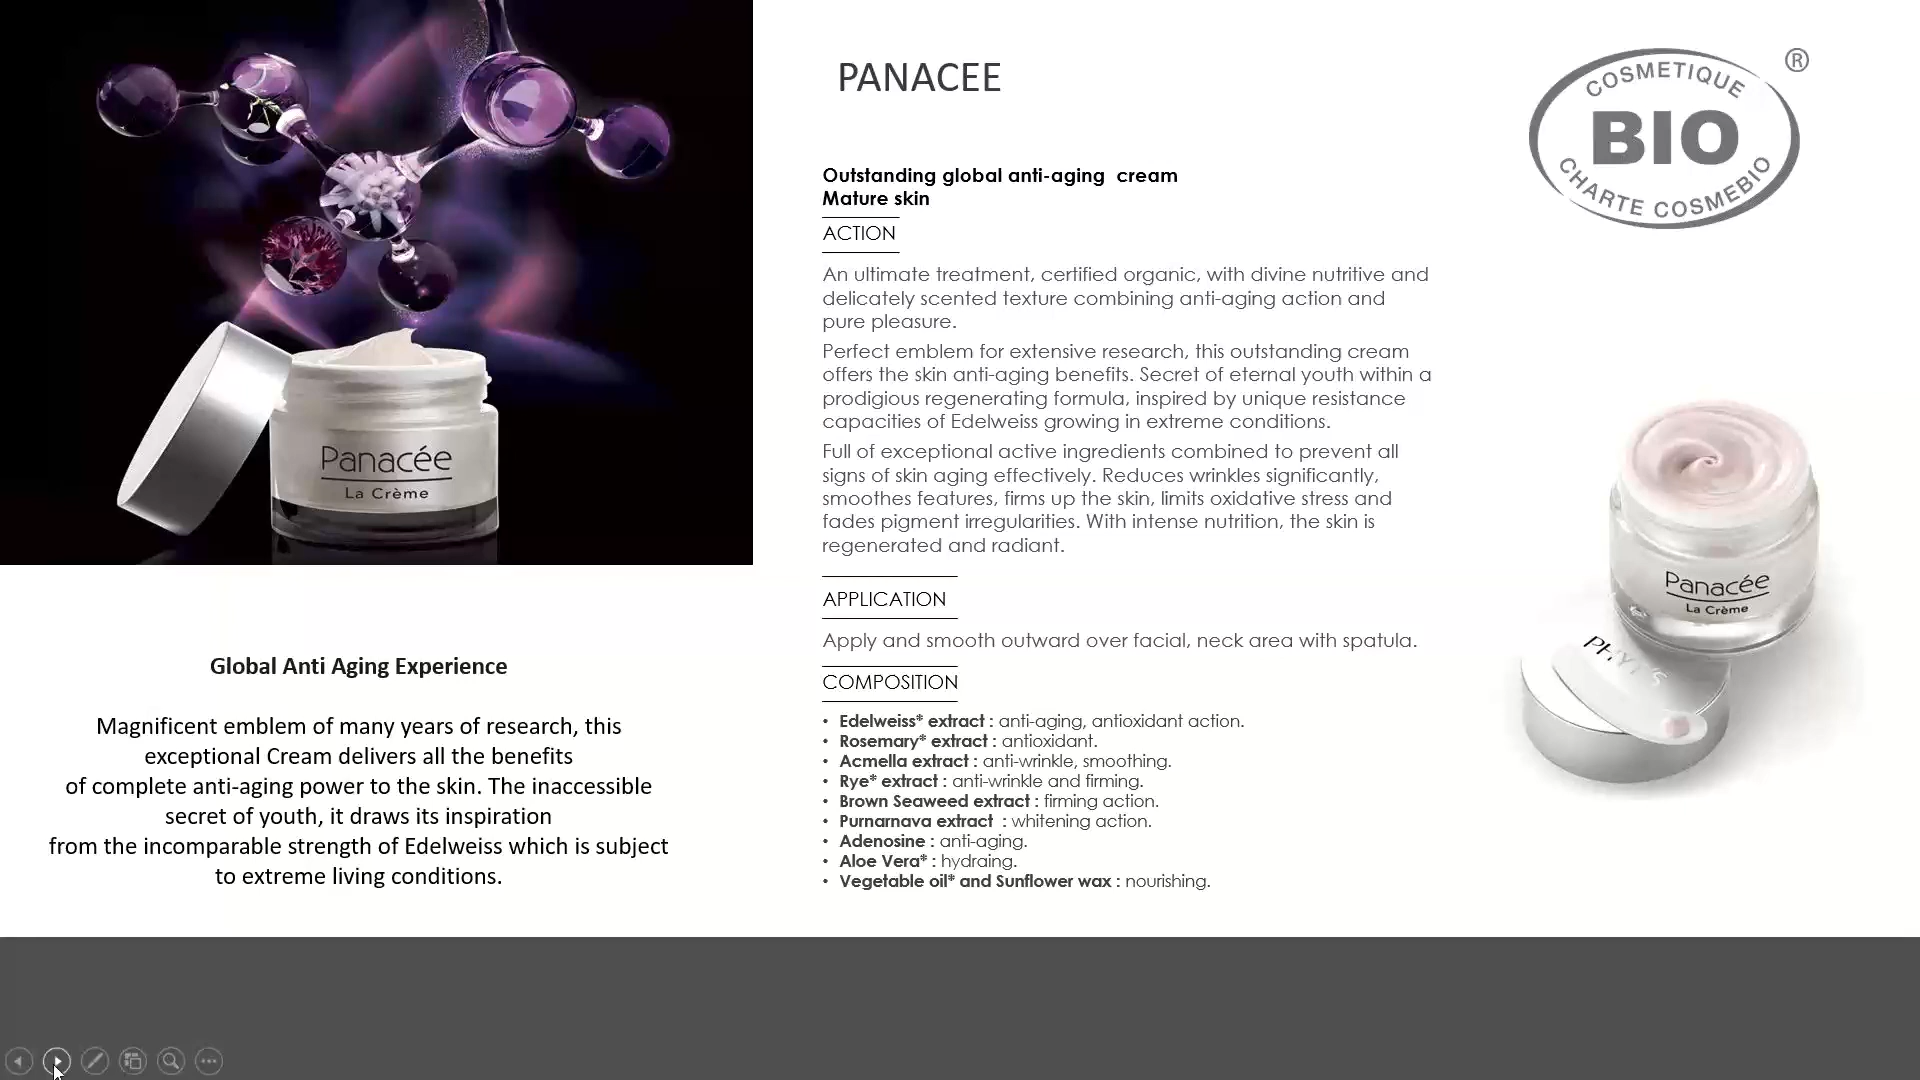 PANACEE
COSMETIQUE
BIO
CHARTE COSMEBIO
®
Outstanding global anti-aging cream
Mature skin
ACTION
An ultimate treatment, certified organic, with divine nutritive and
delicately scented texture combining anti-aging action and
pure pleasure.
Perfect emblem for extensive research, this outstanding cream
offers the skin anti-aging benefits. Secret of eternal youth within a
prodigious regenerating formula, inspired by unique resistance
capacities of Edelweiss growing in extreme conditions.
Full of exceptional active ingredients combined to prevent all
signs of skin aging effectively. Reduces wrinkles significantly,
smoothes features, firms up the skin, limits oxidative stress and
fades pigment irregularities. With intense nutrition, the skin is
regenerated and radiant.
APPLICATION
Apply and smooth outward over facial, neck area with spatula.
COMPOSITION
• Edelweiss* extract : anti-aging, antioxidant action.
• Rosemary* extract : antioxidant.
• Acmella extract : anti-wrinkle, smoothing.
• Rye* extract : anti-wrinkle and firming.
• Brown Seaweed extract : firming action.
• Purnarnava extract : whitening action.
• Adenosine : anti-aging.
• Aloe Vera* : hydraing.
• Vegetable oil* and Sunflower wax : nourishing.
Panacée
La Crème
Global Anti Aging Experience
Magnificent emblem of many years of research, this
exceptional Cream delivers all the benefits
of complete anti-aging power to the skin. The inaccessible
secret of youth, it draws its inspiration
from the incomparable strength of Edelweiss which is subject
to extreme living conditions.
Panacée
La Crème
PHYT'S